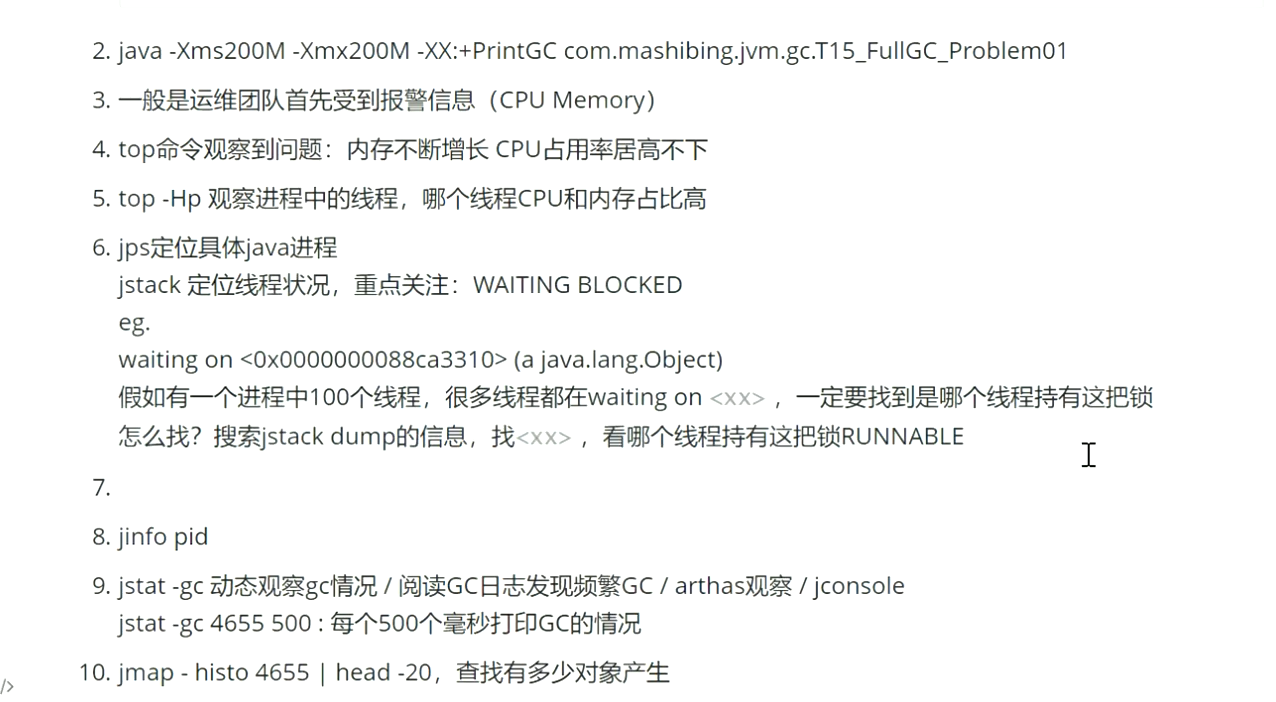 2. java -Xms200M -Xmx200M -XX:+PrintGC com.mashibing.jvm.gc.T15_FullGC_Problem01
3. 一般是运维团队首先受到报警信息（CPU Memory）
4. top命令观察到问题：内存不断增长 CPU占用率居高不下
5. top -Hp 观察进程中的线程，哪个线程CPU和内存占比高
6. jps定位具体java进程
jstack 定位线程状况，重点关注：WAITING BLOCKED
eg.
waiting on <0x0000000088ca3310> (a java.lang.Object)
假如有一个进程中100个线程，很多线程都在waiting on <xx> ，一定要找到是哪个线程持有这把锁
怎么找？搜索jstack dump的信息，找<xx> ，看哪个线程持有这把锁RUNNABLE
7.
8. jinfo pid
9. jstat -gc 动态观察gc情况 / 阅读GC日志发现频繁GC / arthas观察 / jconsole
jstat -gc 4655 500 : 每个500个毫秒打印GC的情况
10. jmap - histo 4655 | head -20，查找有多少对象产生
/>